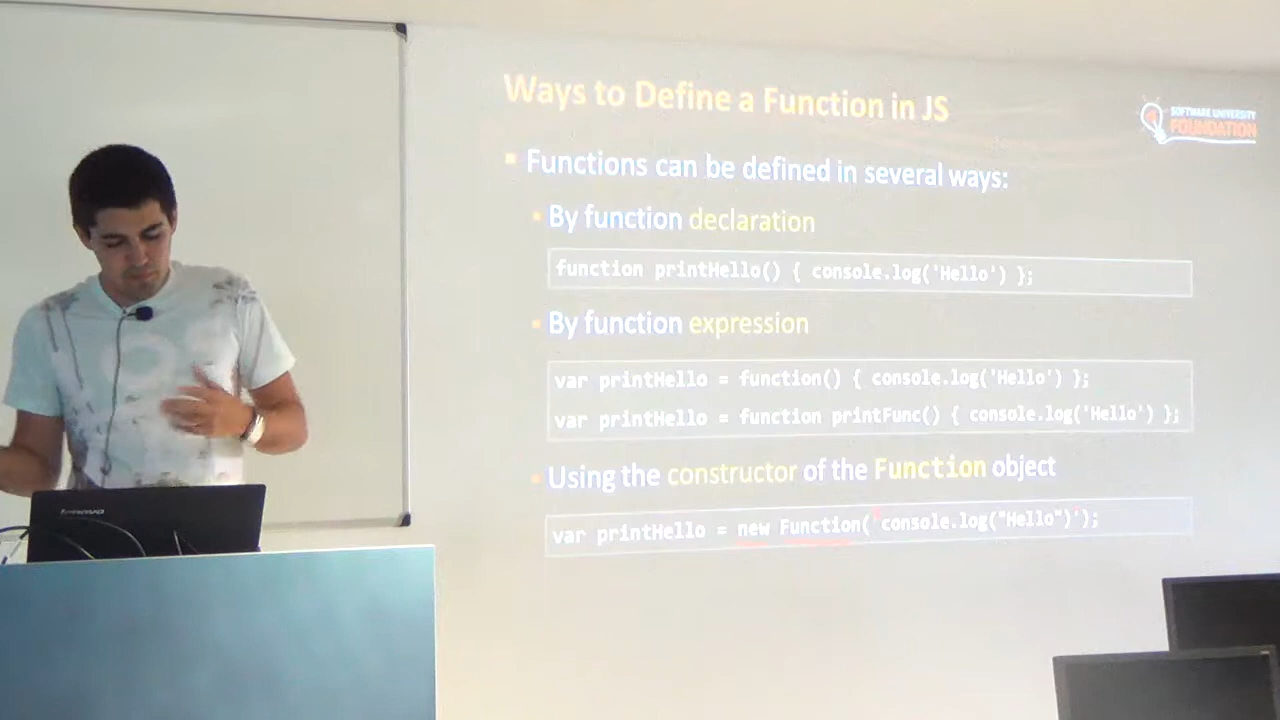 Ways to Define a Function in JS
SOFTWARE UNIVERSITY
FOUNDATION
Functions can be defined in several ways:
By function declaration
function printHello() { console.log('Hello') };
By function expression
var printHello = function() { console.log('Hello') };
var printHello = function printFunc() { console.log('Hello') };
Using the constructor of the Function object
var printHello = new Function('console.log("Hello")');
lenovo